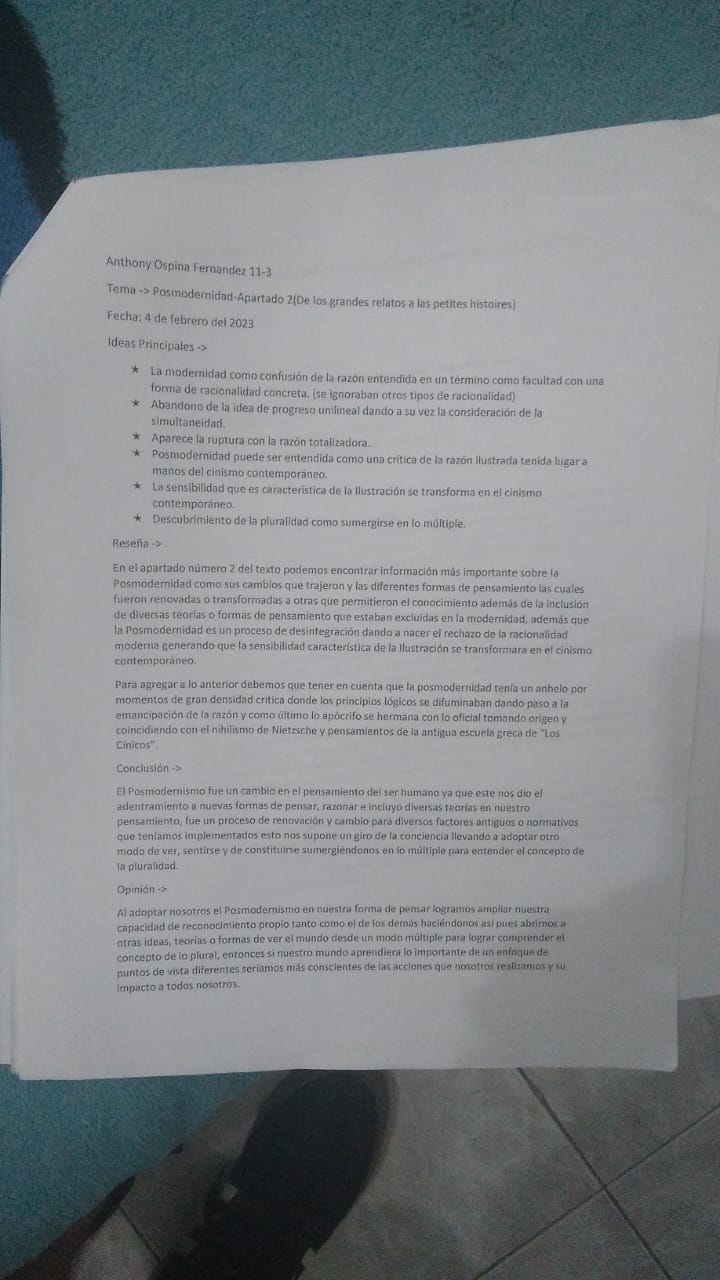 Anthony Ospina Fernandez 11-3
Tema -> Posmodernidad-Apartado 2(De los grandes relatos a las petites histoires)
Fecha: 4 de febrero del 2023
Ideas Principales ->
★ La modernidad como confusión de la razón entendida en un término como facultad con una
forma de racionalidad concreta. (se ignoraban otros tipos de racionalidad)
★ Abandono de la idea de progreso unilineal dando a su vez la consideración de la
simultaneidad.
★ Aparece la ruptura con la razón totalizadora.
★ Posmodernidad puede ser entendida como una crítica de la razón ilustrada tenida lugar a
manos del cinismo contemporáneo.
★ La sensibilidad que es característica de la Ilustración se transforma en el cinismo
contemporáneo.
★ Descubrimiento de la pluralidad como sumergirse en lo múltiple.
Reseña ->
En el apartado número 2 del texto podemos encontrar información más importante sobre la
Posmodernidad como sus cambios que trajeron y las diferentes formas de pensamiento las cuales
fueron renovadas o transformadas a otras que permitieron el conocimiento además de la inclusión
de diversas teorías o formas de pensamiento que estaban excluidas en la modernidad, además que
la Posmodernidad es un proceso de desintegración dando a nacer el rechazo de la racionalidad
moderna generando que la sensibilidad característica de la Ilustración se transformara en el cinismo
contemporáneo.
Para agregar a lo anterior debemos que tener en cuenta que la posmodernidad tenía un anhelo por
momentos de gran densidad crítica donde los principios lógicos se difuminaban dando paso a la
emancipación de la razón y como último lo apócrifo se hermana con lo oficial tomando origen y
coincidiendo con el nihilismo de Nietzsche y pensamientos de la antigua escuela greca de "Los
Cínicos".
Conclusión ->
El Posmodernismo fue un cambio en el pensamiento del ser humano ya que este nos dio el
adentramiento a nuevas formas de pensar, razonar e incluyo diversas teorías en nuestro
pensamiento, fue un proceso de renovación y cambio para diversos factores antiguos o normativos
que teníamos implementados esto nos supone un giro de la conciencia llevando a adoptar otro
modo de ver, sentirse y de constituirse sumergiéndonos en lo múltiple para entender el concepto de
la pluralidad.
Opinión ->
Al adoptar nosotros el Posmodernismo en nuestra forma de pensar logramos ampliar nuestra
capacidad de reconocimiento propio tanto como el de los demás haciéndonos así pues abrirnos a
otras ideas, teorías o formas de ver el mundo desde un modo múltiple para lograr comprender el
concepto de lo plural, entonces si nuestro mundo aprendiera lo importante de un enfoque de
puntos de vista diferentes seríamos más conscientes de las acciones que nosotros realizamos y su
impacto a todos nosotros.